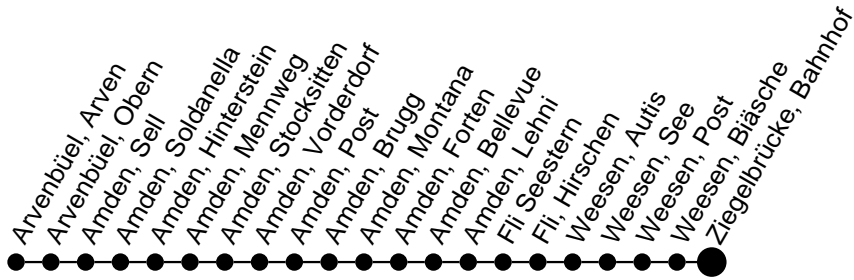 Arvenbüel, Arven
Arvenbüel, Obern
Amden, Sell
Amden, Soldanella
Amden, Hinterstein
Amden, Mennweg
Amden, Stocksitten
Amden, Vorderdorf
Amden, Post
Amden, Brugg
Amden, Montana
Amden, Forten
Amden, Bellevue
Amden, Lehni
Fli Seestern
Fli, Hirschen
Weesen, Autis
Weesen, See
Weesen, Post
Weesen, Biäsche
Ziegelbrücke, Bahnhof